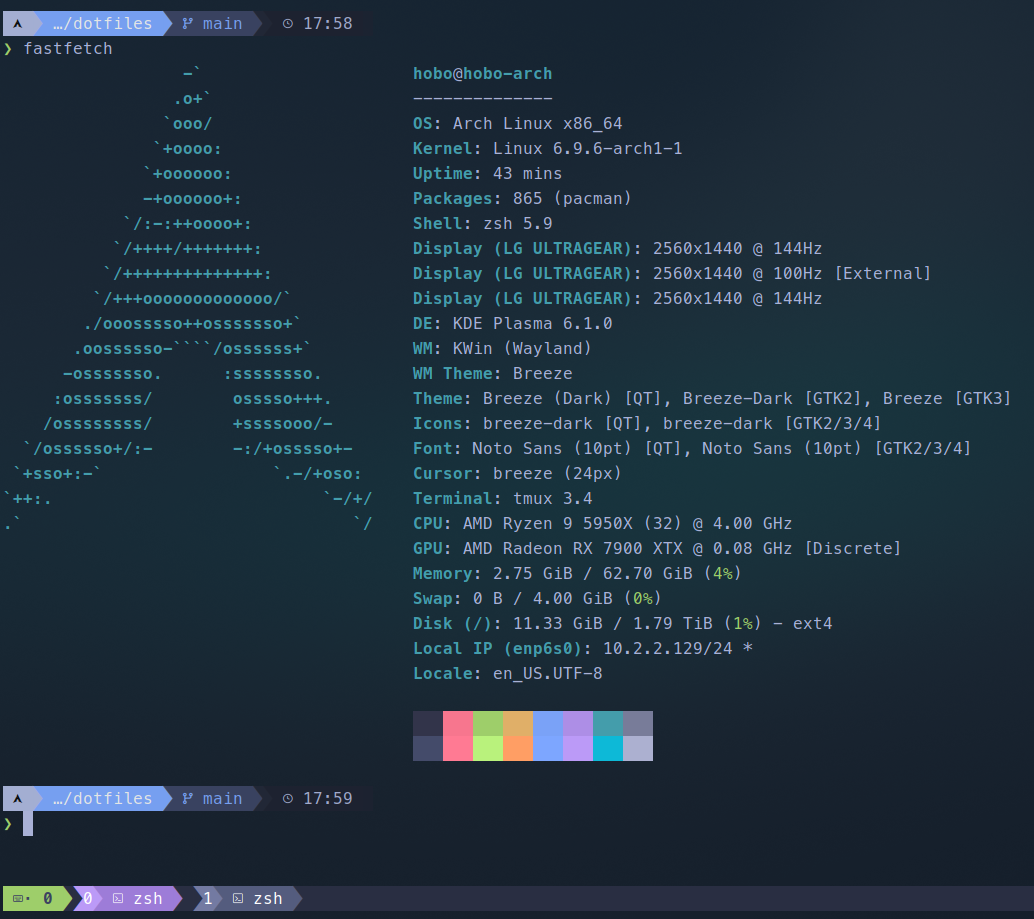 …/dotfiles main 17:58
❯ fastfetch
-`
.o+`
`ooo/
`+oooo:
`+oooooo:
-+oooooo+:
`/:-:++oooo+:
`/++++/+++++++:
`/++++++++++++++:
`/+++ooooooooooooo/`
./ooosssso++osssssso+`
.oossssso-````/ossssss+`
-osssssso. :ssssssso.
:osssssss/ osssso+++.
/ossssssss/ +ssssooo/-
`/ossssso+/:- -:/+osssso+-
`+sso+:-` `.-/+oso:
`++:. `-/+/
.` `/
hobo@hobo-arch
--------------
OS: Arch Linux x86_64
Kernel: Linux 6.9.6-arch1-1
Uptime: 43 mins
Packages: 865 (pacman)
Shell: zsh 5.9
Display (LG ULTRAGEAR): 2560x1440 @ 144Hz
Display (LG ULTRAGEAR): 2560x1440 @ 100Hz [External]
Display (LG ULTRAGEAR): 2560x1440 @ 144Hz
DE: KDE Plasma 6.1.0
WM: KWin (Wayland)
WM Theme: Breeze
Theme: Breeze (Dark) [QT], Breeze-Dark [GTK2], Breeze [GTK3]
Icons: breeze-dark [QT], breeze-dark [GTK2/3/4]
Font: Noto Sans (10pt) [QT], Noto Sans (10pt) [GTK2/3/4]
Cursor: breeze (24px)
Terminal: tmux 3.4
CPU: AMD Ryzen 9 5950X (32) @ 4.00 GHz
GPU: AMD Radeon RX 7900 XTX @ 0.08 GHz [Discrete]
Memory: 2.75 GiB / 62.70 GiB (4%)
Swap: 0 B / 4.00 GiB (0%)
Disk (/): 11.33 GiB / 1.79 TiB (1%) - ext4
Local IP (enp6s0): 10.2.2.129/24 *
Locale: en_US.UTF-8
…/dotfiles main 17:59
❯
0 0 zsh 1 zsh